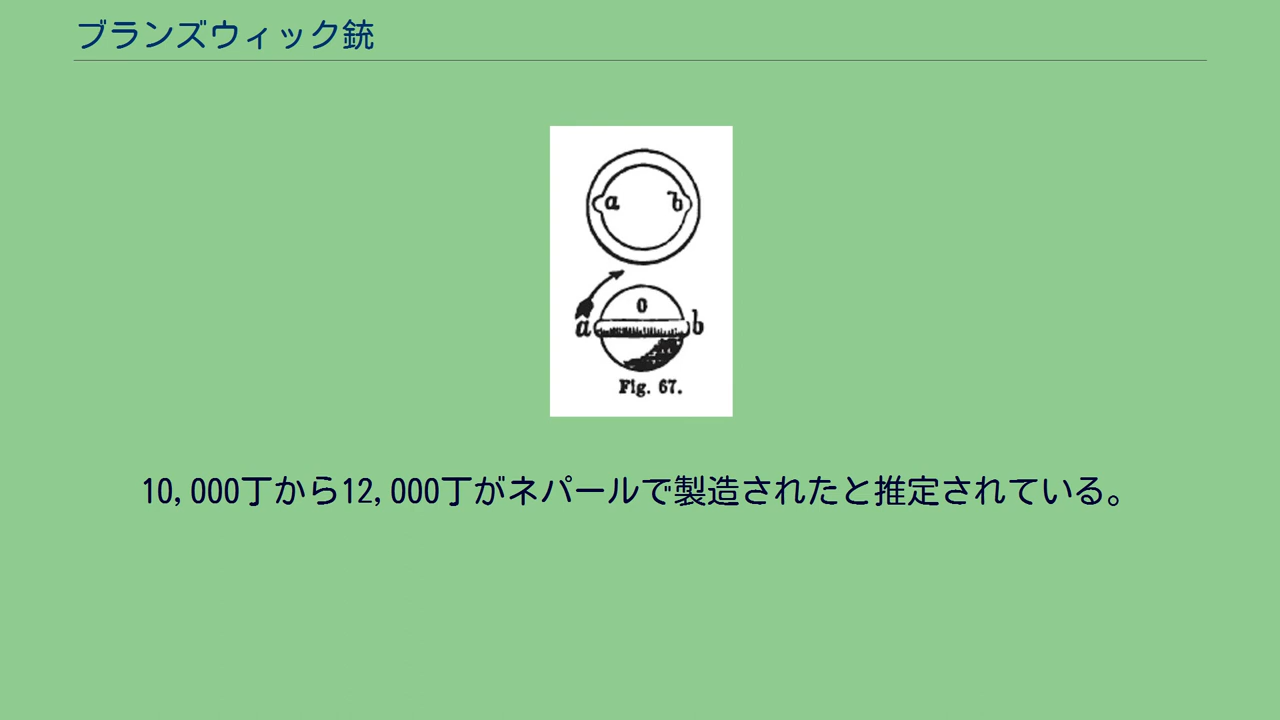 ブランズウィック銃
a b
0
a b
Fig. 67.
10,000丁から12,000丁がネパールで製造されたと推定されている。